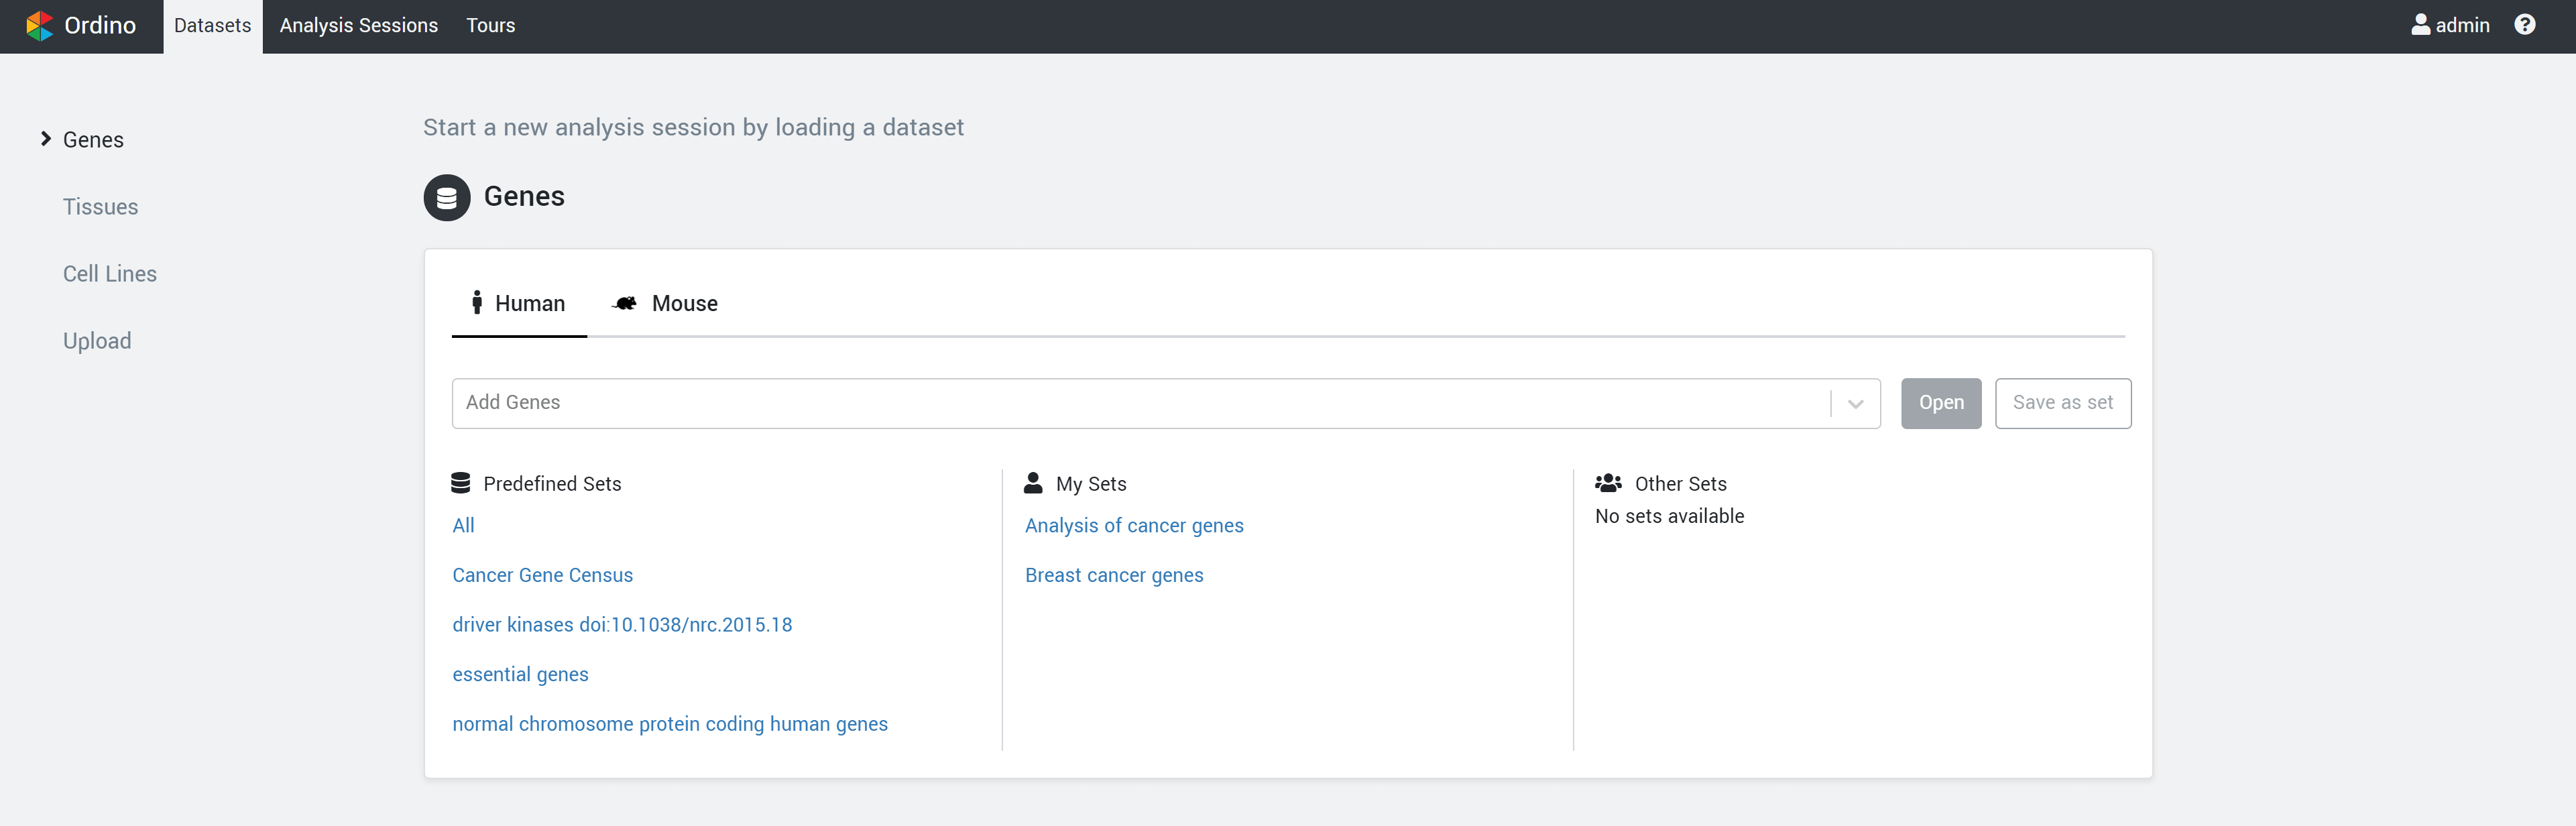 Ordino
Datasets
Analysis Sessions
Tours
admin
Genes
Tissues
Cell Lines
Upload
Start a new analysis session by loading a dataset
Genes
Human
Mouse
Add Genes
Open
Save as set
Predefined Sets
All
Cancer Gene Census
driver kinases doi:10.1038/nrc.2015.18
essential genes
normal chromosome protein coding human genes
My Sets
Analysis of cancer genes
Breast cancer genes
Other Sets
No sets available